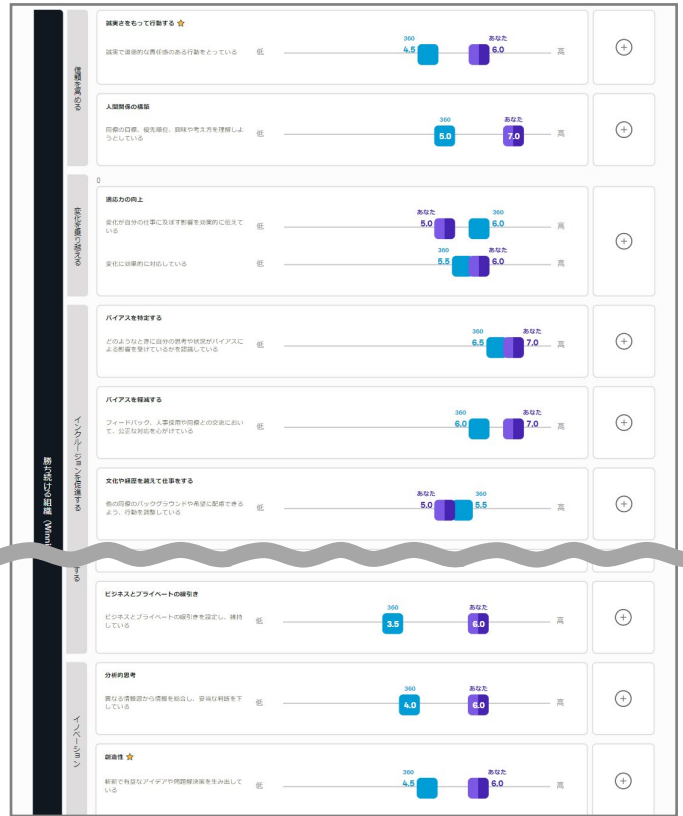 勝ち続ける組織 (Winni
信頼を高める
誠実さをもって行動する
誠実で道徳的な責任感のある行動をとっている
低
360
4.5
あなた
6.0
高
人間関係の構築
同僚の目標、優先順位、興味や考え方を理解しよ
うとしている
低
360
5.0
あなた
7.0
高
変化を乗り越える
適応力の向上
変化が自分の仕事に及ぼす影響を効果的に伝えて
いる
低
あなた
5.0
360
6.0
高
変化に効果的に対応している
低
360
5.5
あなた
6.0
高
インクルージョンを促進する
バイアスを特定する
どのようなときに自分の思考や状況がバイアスに
よる影響を受けているかを認識している
低
360
6.5
あなた
7.0
高
バイアスを軽減する
フィードバック、人事採用や同僚との交流におい
て、公正な対応を心がけている
低
360
6.0
あなた
7.0
高
文化や経歴を越えて仕事をする
他の同僚のバックグラウンドや希望に配慮できる
よう、行動を調整している
低
あなた
5.0
360
5.5
高
する
ビジネスとプライベートの線引き
ビジネスとプライベートの線引きを設定し、維持
している
低
360
3.5
あなた
6.0
高
イノベーション
分析的思考
異なる情報源から情報を統合し、妥当な判断を下
している
低
360
4.0
あなた
6.0
高
創造性
斬新で有益なアイデアや問題解決策を生み出して
いる
低
360
4.5
あなた
6.0
高